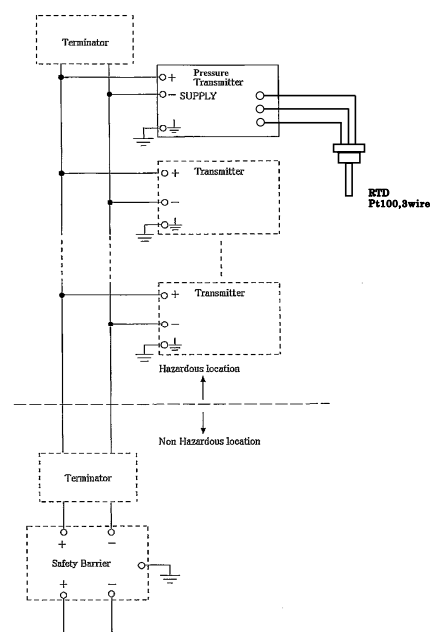 Terminator
Pressure
Transmitter
+
− SUPPLY
Transmitter
+
−
RTD
Pt100,3wire
Transmitter
+
−
Hazardous location
Non Hazardous location
Terminator
+ −
Safety Barrier
+ −